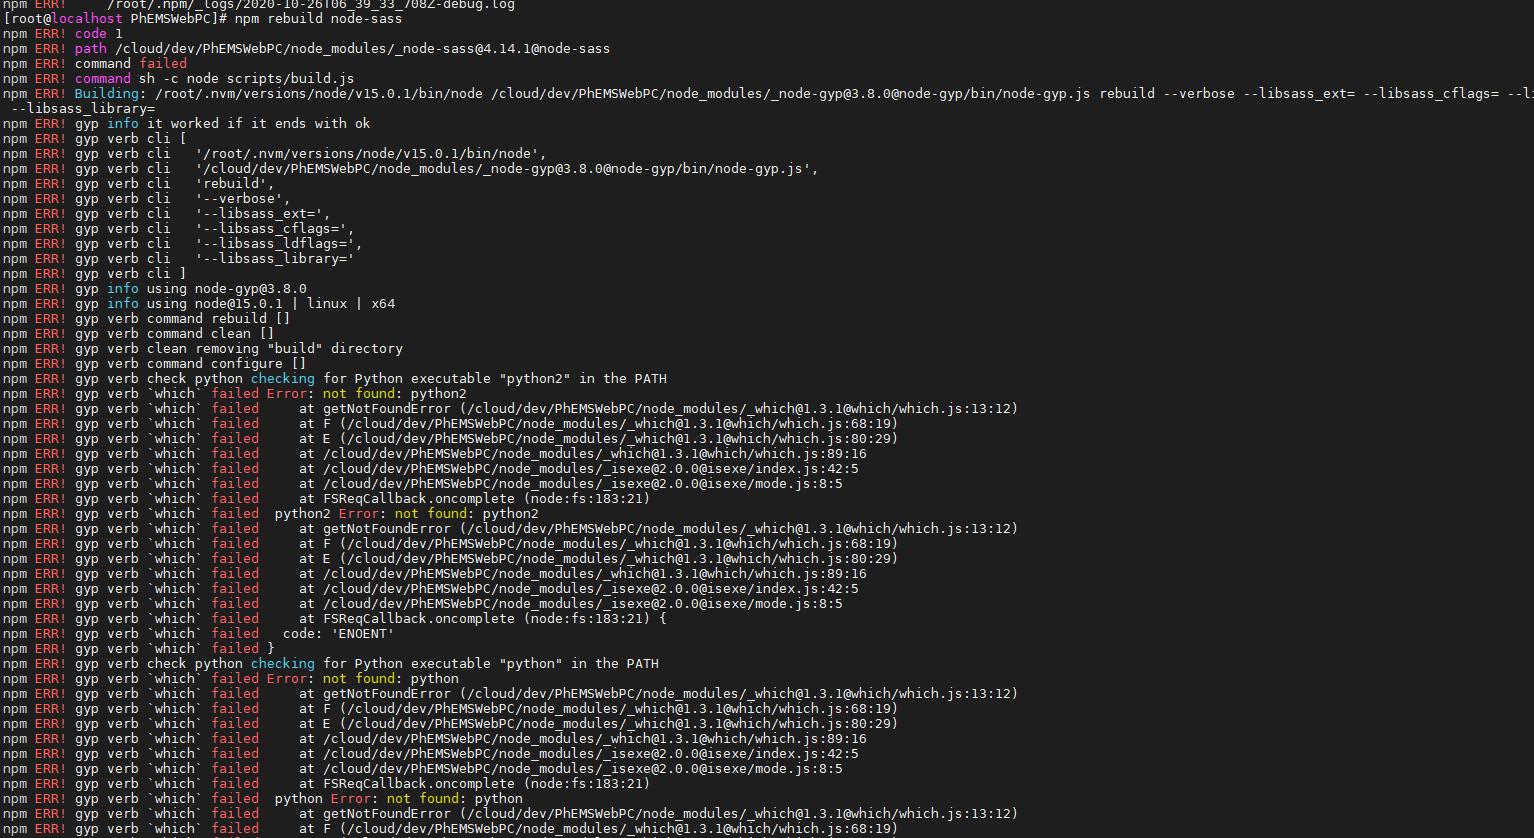 npm ERR!     /root/.npm/_logs/2020-10-26T06_39_33_708Z-debug.log
[root@localhost PhEMSWebPC]# npm rebuild node-sass
npm ERR! code 1
npm ERR! path /cloud/dev/PhEMSWebPC/node_modules/_node-sass@4.14.1@node-sass
npm ERR! command failed
npm ERR! command sh -c node scripts/build.js
npm ERR! Building: /root/.nvm/versions/node/v15.0.1/bin/node /cloud/dev/PhEMSWebPC/node_modules/_node-gyp@3.8.0@node-gyp/bin/node-gyp.js rebuild --verbose --libsass_ext= --libsass_cflags= --li
 --libsass_library=
npm ERR! gyp info it worked if it ends with ok
npm ERR! gyp verb cli [
npm ERR! gyp verb cli   '/root/.nvm/versions/node/v15.0.1/bin/node',
npm ERR! gyp verb cli   '/cloud/dev/PhEMSWebPC/node_modules/_node-gyp@3.8.0@node-gyp/bin/node-gyp.js',
npm ERR! gyp verb cli   'rebuild',
npm ERR! gyp verb cli   '--verbose',
npm ERR! gyp verb cli   '--libsass_ext=',
npm ERR! gyp verb cli   '--libsass_cflags=',
npm ERR! gyp verb cli   '--libsass_ldflags=',
npm ERR! gyp verb cli   '--libsass_library='
npm ERR! gyp verb cli ]
npm ERR! gyp info using node-gyp@3.8.0
npm ERR! gyp info using node@15.0.1 | linux | x64
npm ERR! gyp verb command rebuild []
npm ERR! gyp verb command clean []
npm ERR! gyp verb clean removing "build" directory
npm ERR! gyp verb command configure []
npm ERR! gyp verb check python checking for Python executable "python2" in the PATH
npm ERR! gyp verb `which` failed Error: not found: python2
npm ERR! gyp verb `which` failed     at getNotFoundError (/cloud/dev/PhEMSWebPC/node_modules/_which@1.3.1@which/which.js:13:12)
npm ERR! gyp verb `which` failed     at F (/cloud/dev/PhEMSWebPC/node_modules/_which@1.3.1@which/which.js:68:19)
npm ERR! gyp verb `which` failed     at E (/cloud/dev/PhEMSWebPC/node_modules/_which@1.3.1@which/which.js:80:29)
npm ERR! gyp verb `which` failed     at /cloud/dev/PhEMSWebPC/node_modules/_which@1.3.1@which/which.js:89:16
npm ERR! gyp verb `which` failed     at /cloud/dev/PhEMSWebPC/node_modules/_isexe@2.0.0@isexe/index.js:42:5
npm ERR! gyp verb `which` failed     at /cloud/dev/PhEMSWebPC/node_modules/_isexe@2.0.0@isexe/mode.js:8:5
npm ERR! gyp verb `which` failed     at FSReqCallback.oncomplete (node:fs:183:21)
npm ERR! gyp verb `which` failed  python2 Error: not found: python2
npm ERR! gyp verb `which` failed     at getNotFoundError (/cloud/dev/PhEMSWebPC/node_modules/_which@1.3.1@which/which.js:13:12)
npm ERR! gyp verb `which` failed     at F (/cloud/dev/PhEMSWebPC/node_modules/_which@1.3.1@which/which.js:68:19)
npm ERR! gyp verb `which` failed     at E (/cloud/dev/PhEMSWebPC/node_modules/_which@1.3.1@which/which.js:80:29)
npm ERR! gyp verb `which` failed     at /cloud/dev/PhEMSWebPC/node_modules/_which@1.3.1@which/which.js:89:16
npm ERR! gyp verb `which` failed     at /cloud/dev/PhEMSWebPC/node_modules/_isexe@2.0.0@isexe/index.js:42:5
npm ERR! gyp verb `which` failed     at /cloud/dev/PhEMSWebPC/node_modules/_isexe@2.0.0@isexe/mode.js:8:5
npm ERR! gyp verb `which` failed     at FSReqCallback.oncomplete (node:fs:183:21) {
npm ERR! gyp verb `which` failed   code: 'ENOENT'
npm ERR! gyp verb `which` failed }
npm ERR! gyp verb check python checking for Python executable "python" in the PATH
npm ERR! gyp verb `which` failed Error: not found: python
npm ERR! gyp verb `which` failed     at getNotFoundError (/cloud/dev/PhEMSWebPC/node_modules/_which@1.3.1@which/which.js:13:12)
npm ERR! gyp verb `which` failed     at F (/cloud/dev/PhEMSWebPC/node_modules/_which@1.3.1@which/which.js:68:19)
npm ERR! gyp verb `which` failed     at E (/cloud/dev/PhEMSWebPC/node_modules/_which@1.3.1@which/which.js:80:29)
npm ERR! gyp verb `which` failed     at /cloud/dev/PhEMSWebPC/node_modules/_which@1.3.1@which/which.js:89:16
npm ERR! gyp verb `which` failed     at /cloud/dev/PhEMSWebPC/node_modules/_isexe@2.0.0@isexe/index.js:42:5
npm ERR! gyp verb `which` failed     at /cloud/dev/PhEMSWebPC/node_modules/_isexe@2.0.0@isexe/mode.js:8:5
npm ERR! gyp verb `which` failed     at FSReqCallback.oncomplete (node:fs:183:21)
npm ERR! gyp verb `which` failed  python Error: not found: python
npm ERR! gyp verb `which` failed     at getNotFoundError (/cloud/dev/PhEMSWebPC/node_modules/_which@1.3.1@which/which.js:13:12)
npm ERR! gyp verb `which` failed     at F (/cloud/dev/PhEMSWebPC/node_modules/_which@1.3.1@which/which.js:68:19)